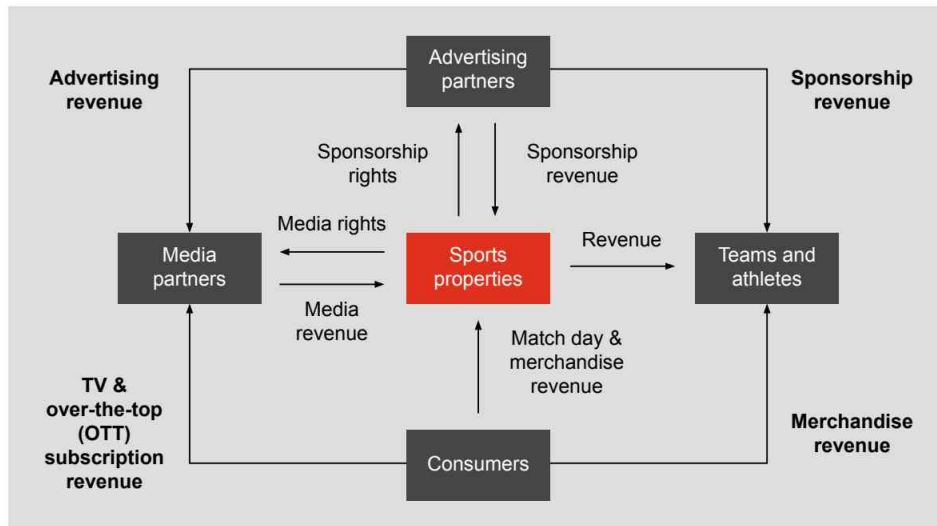 Advertising
partners
Advertising
revenue
Sponsorship
revenue
Sponsorship
rights
Sponsorship
revenue
Media rights
Revenue
Media
partners
Sports
properties
Teams and
athletes
Media
revenue
Match day &
merchandise
revenue
TV &
over-the-top
(OTT)
subscription
revenue
Merchandise
revenue
Consumers